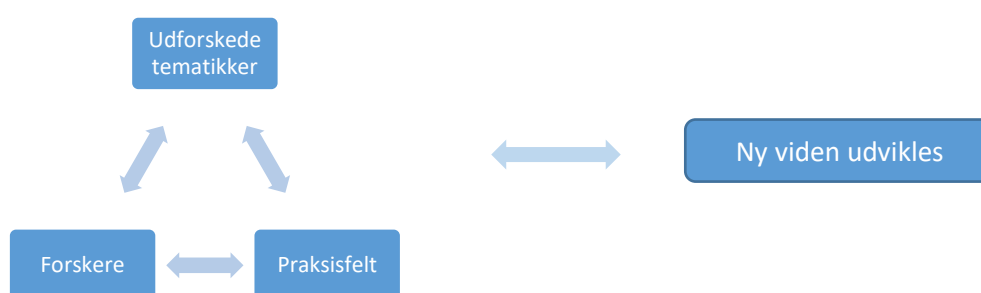 Udforskede
tematikker
Ny viden udvikles
Forskere
Praksisfelt